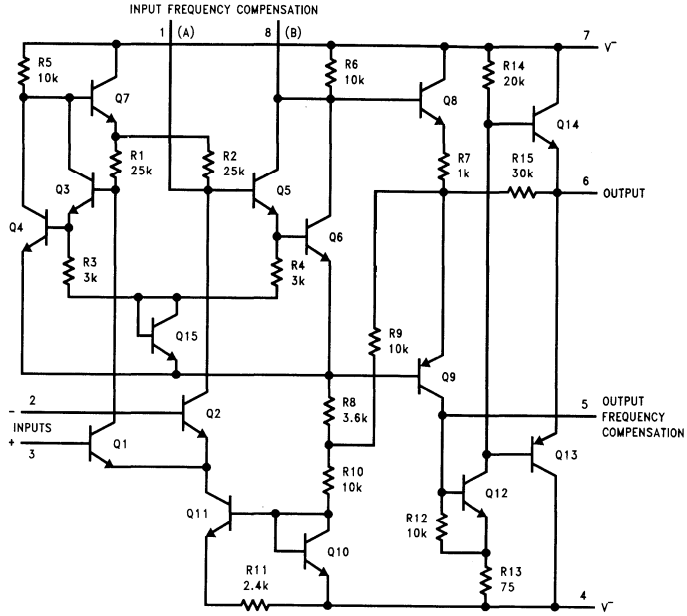 INPUT FREQUENCY COMPENSATION
1 (A) 8 (B)
7 V−
R5
10k
R6
10k
R14
20k
Q7
Q8
Q14
R1
25k
R2
25k
R7
1k
R15
30k
Q3
Q5
6 OUTPUT
Q4
Q6
R3
3k
R4
3k
Q15
R9
10k
Q9
2
−
Q2
R8
3.6k
5 OUTPUT
FREQUENCY
COMPENSATION
INPUTS
+ 3
Q1
Q13
R10
10k
Q12
Q11
R12
10k
Q10
R11
2.4k
R13
75
4 V−